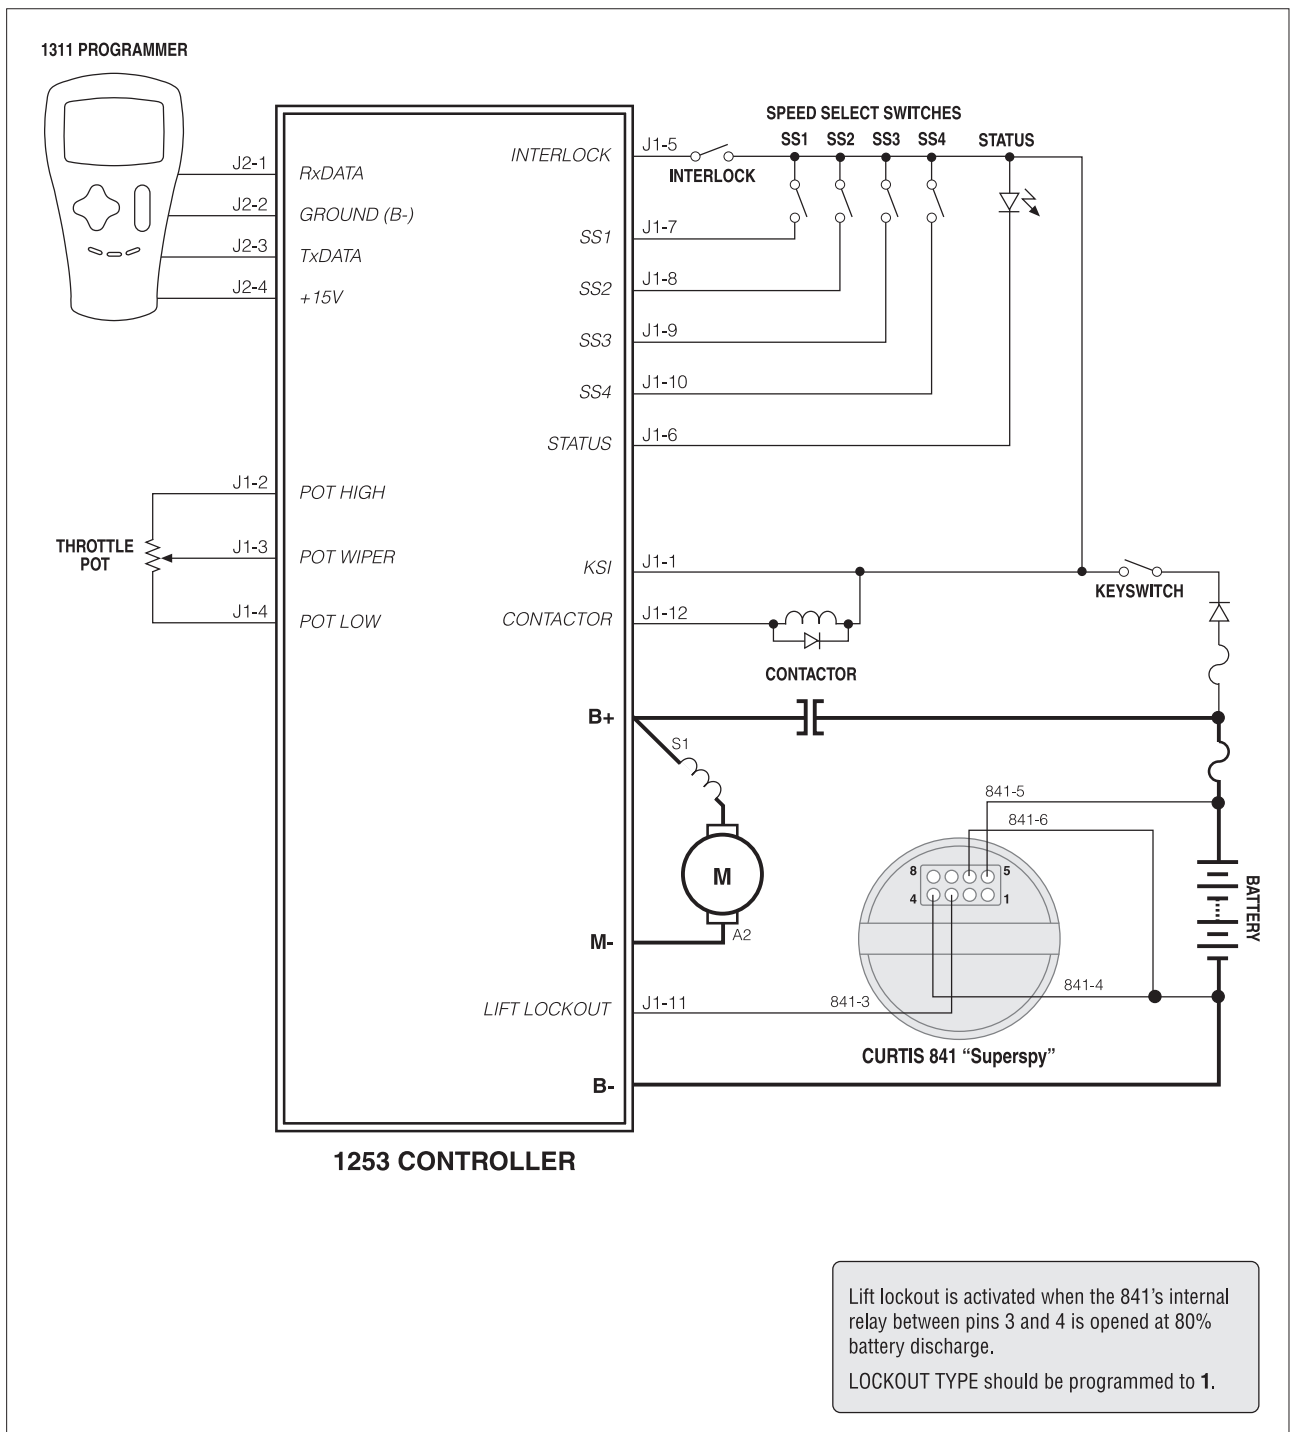 1311 PROGRAMMER
J2-1
RxDATA
J2-2
GROUND (B-)
J2-3
TxDATA
J2-4
+15V
J1-2
POT HIGH
THROTTLE
POT
J1-3
POT WIPER
J1-4
POT LOW
SPEED SELECT SWITCHES
SS1 SS2 SS3 SS4 STATUS
INTERLOCK
J1-5
INTERLOCK
SS1
J1-7
SS2
J1-8
SS3
J1-9
SS4
J1-10
STATUS
J1-6
KSI
J1-1
KEYSWITCH
CONTACTOR
J1-12
CONTACTOR
B+
S1
M
A2
M-
841-5
841-6
8 5
4 1
BATTERY
841-4
LIFT LOCKOUT
J1-11
841-3
CURTIS 841 “Superspy”
B-
1253 CONTROLLER
Lift lockout is activated when the 841’s internal
relay between pins 3 and 4 is opened at 80%
battery discharge.
LOCKOUT TYPE should be programmed to 1.